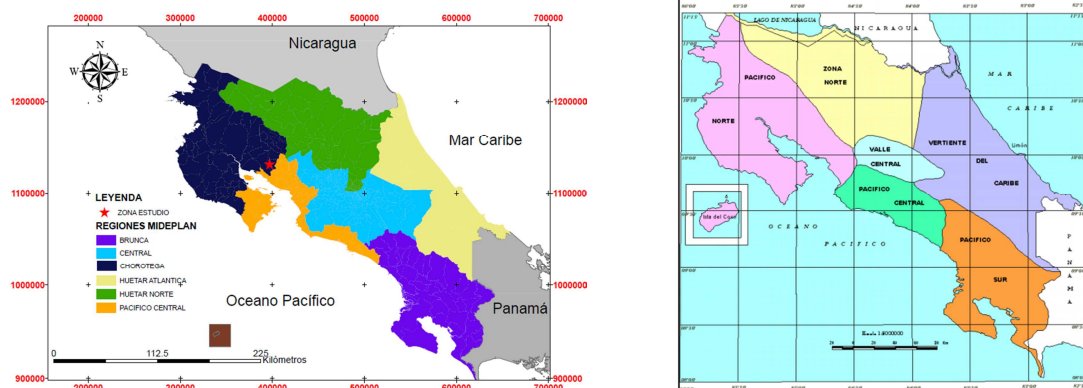 200000 300000 400000 500000 600000 700000
Nicaragua
N
W E
S
1200000 1200000
Mar Caribe
1100000 1100000
LEYENDA
ZONA ESTUDIO
REGIONES MIDEPLAN
BRUNCA
CENTRAL
CHOROTEGA
HUETAR ATLANTICA
HUETAR NORTE
PACIFICO CENTRAL
1000000 1000000
Oceano Pacífico
Panamá
0 112.5 225
Kilómetros
900000 900000
200000 300000 400000 500000 600000 700000
LAGO DE NICARAGUA
NICARAGUA
MAR
CARIBE
PACIFICO
NORTE
ZONA
NORTE
VALLE
CENTRAL
VERTIENTE
DEL
CARIBE
Limón
PACIFICO
CENTRAL
Isla del Coco
OCEANO
PACIFICO
PACIFICO
SUR
PANAMA